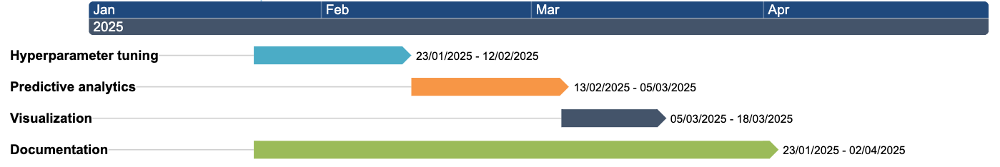 Jan Feb Mar Apr
2025
Hyperparameter tuning 23/01/2025 - 12/02/2025
Predictive analytics 13/02/2025 - 05/03/2025
Visualization 05/03/2025 - 18/03/2025
Documentation 23/01/2025 - 02/04/2025